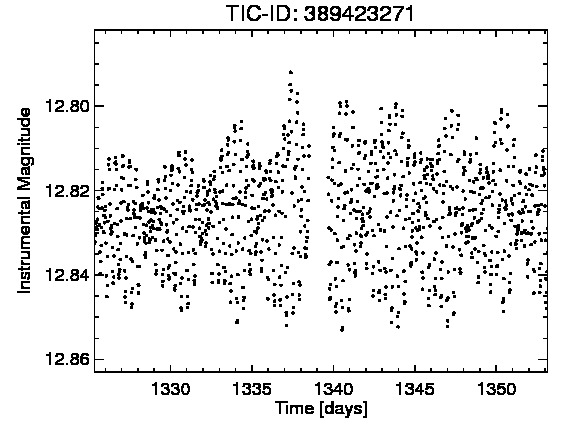 TIC-ID: 389423271
Instrumental Magnitude
12.80
12.82
12.84
12.86
1330 1335 1340 1345 1350
Time [days]